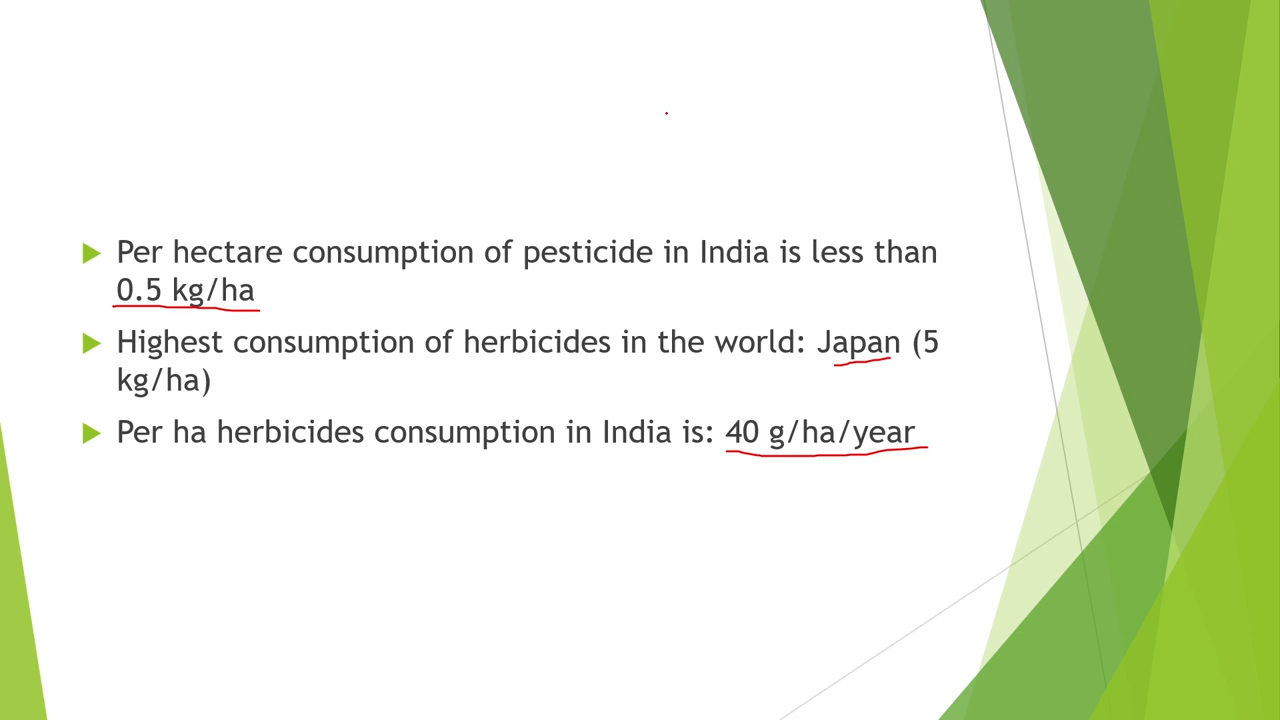 Per hectare consumption of pesticide in India is less than
0.5 kg/ha
Highest consumption of herbicides in the world: Japan (5
kg/ha)
Per ha herbicides consumption in India is: 40 g/ha/year